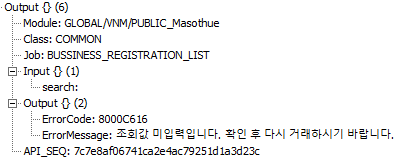 Output {} (6)
Module: GLOBAL/VNM/PUBLIC_Masothue
Class: COMMON
Job: BUSSINESS_REGISTRATION_LIST
Input {} (1)
search:
Output {} (2)
ErrorCode: 8000C616
ErrorMessage: 조회값 미입력입니다. 확인 후 다시 거래하시기 바랍니다.
API_SEQ: 7c7e8af06741ca2e4ac79251d1a3d23c